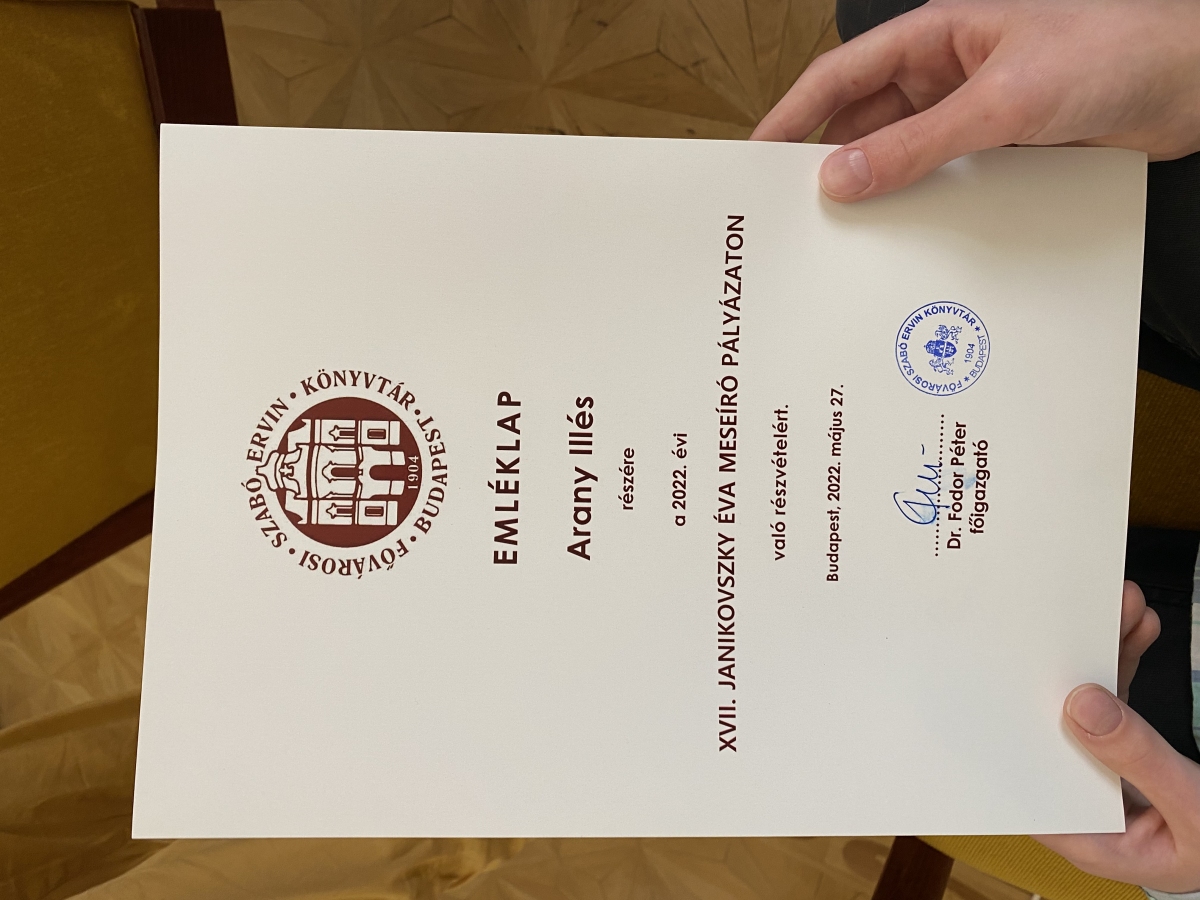 FŐVÁROSI • SZABÓ ERVIN • KÖNYVTÁR • BUDAPEST •
1904
EMLÉKLAP
Arany Illés
részére
a 2022. évi
XVII. JANIKOVSZKY ÉVA MESEÍRÓ PÁLYÁZATON
való részvételért.
Budapest, 2022. május 27.
Dr. Fodor Péter
főigazgató
FŐVÁROSI SZABÓ ERVIN KÖNYVTÁR
1904
* BUDAPEST *